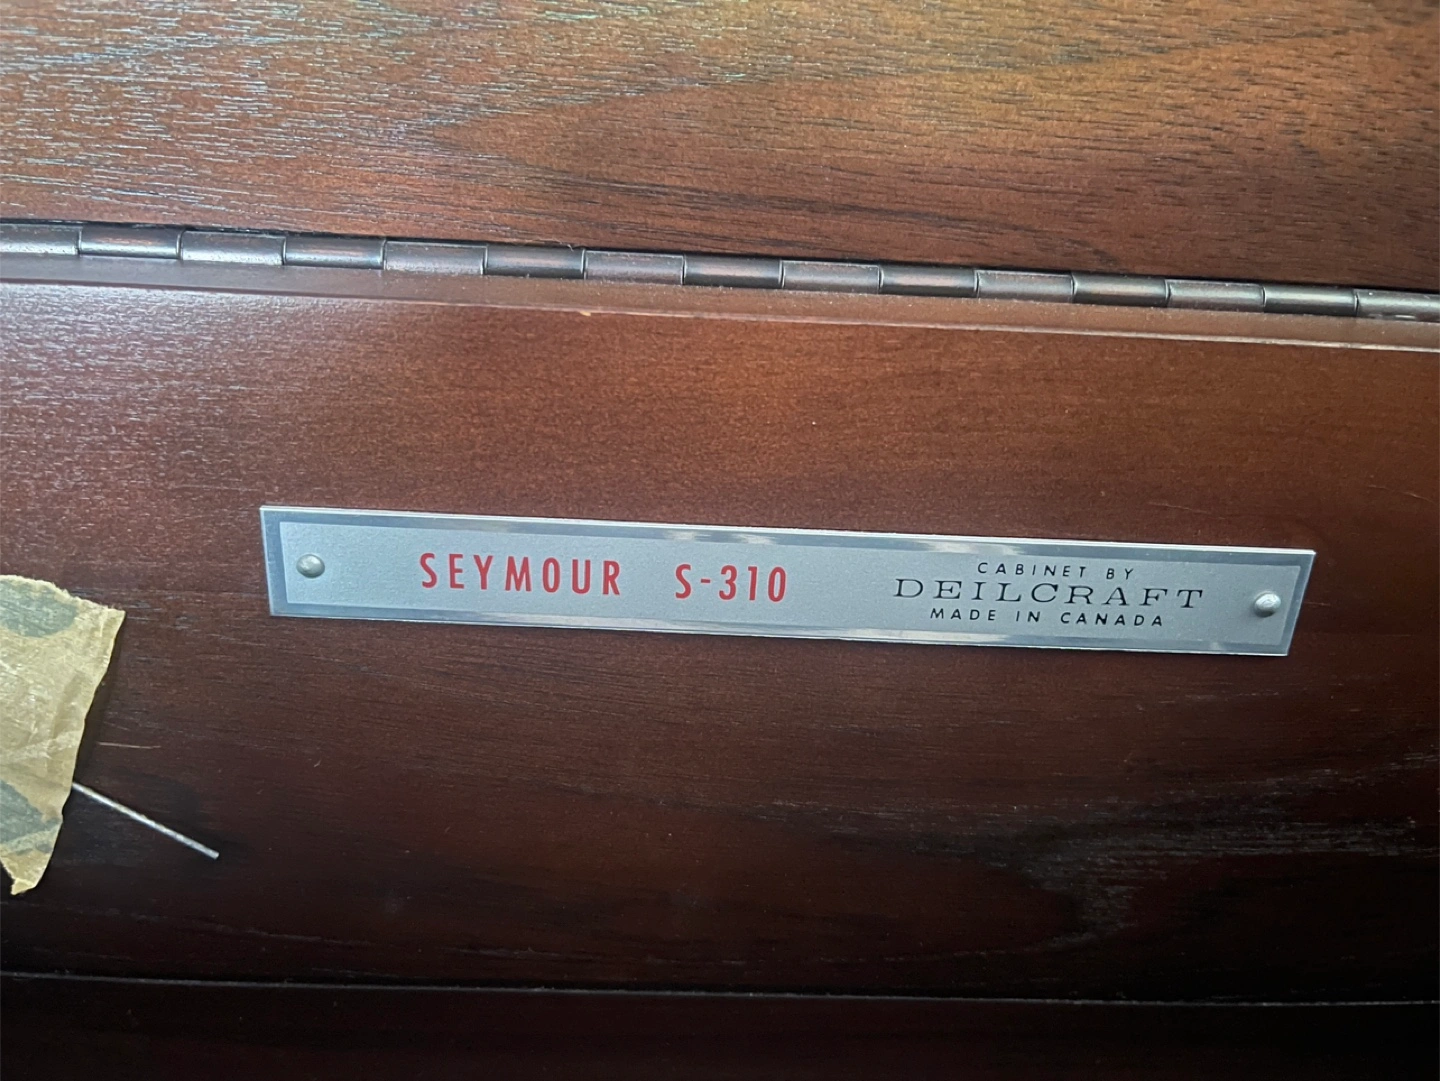 SEYMOUR S-310
CABINET BY
DEILCRAFT
MADE IN CANADA